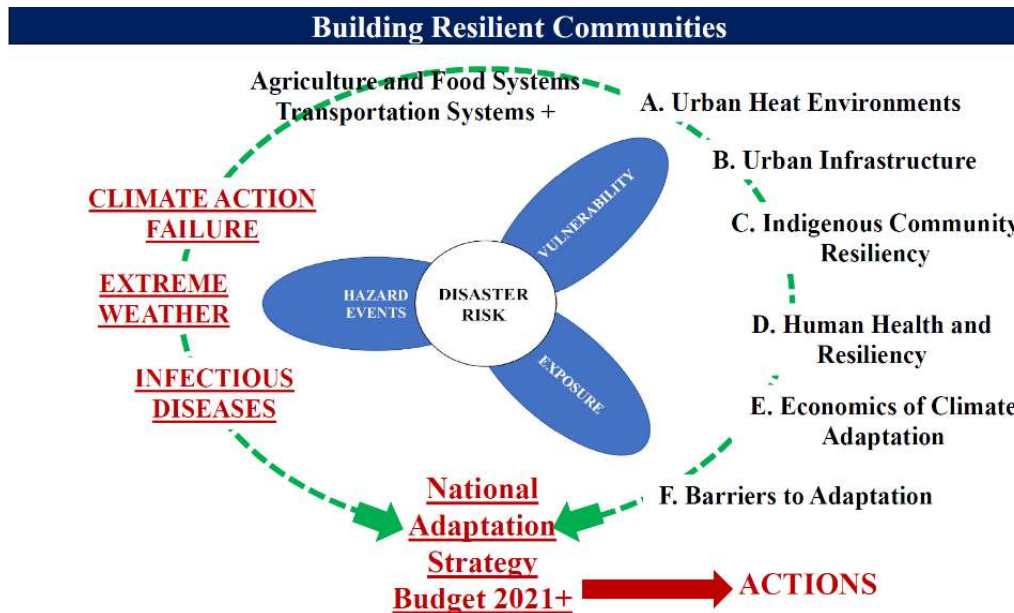 Building Resilient Communities
Agriculture and Food Systems
Transportation Systems +
A. Urban Heat Environments
B. Urban Infrastructure
C. Indigenous Community
Resiliency
D. Human Health and
Resiliency
E. Economics of Climate
Adaptation
F. Barriers to Adaptation
CLIMATE ACTION
FAILURE
EXTREME
WEATHER
INFECTIOUS
DISEASES
HAZARD
EVENTS
DISASTER
RISK
VULNERABILITY
EXPOSURE
National
Adaptation
Strategy
Budget 2021+
ACTIONS